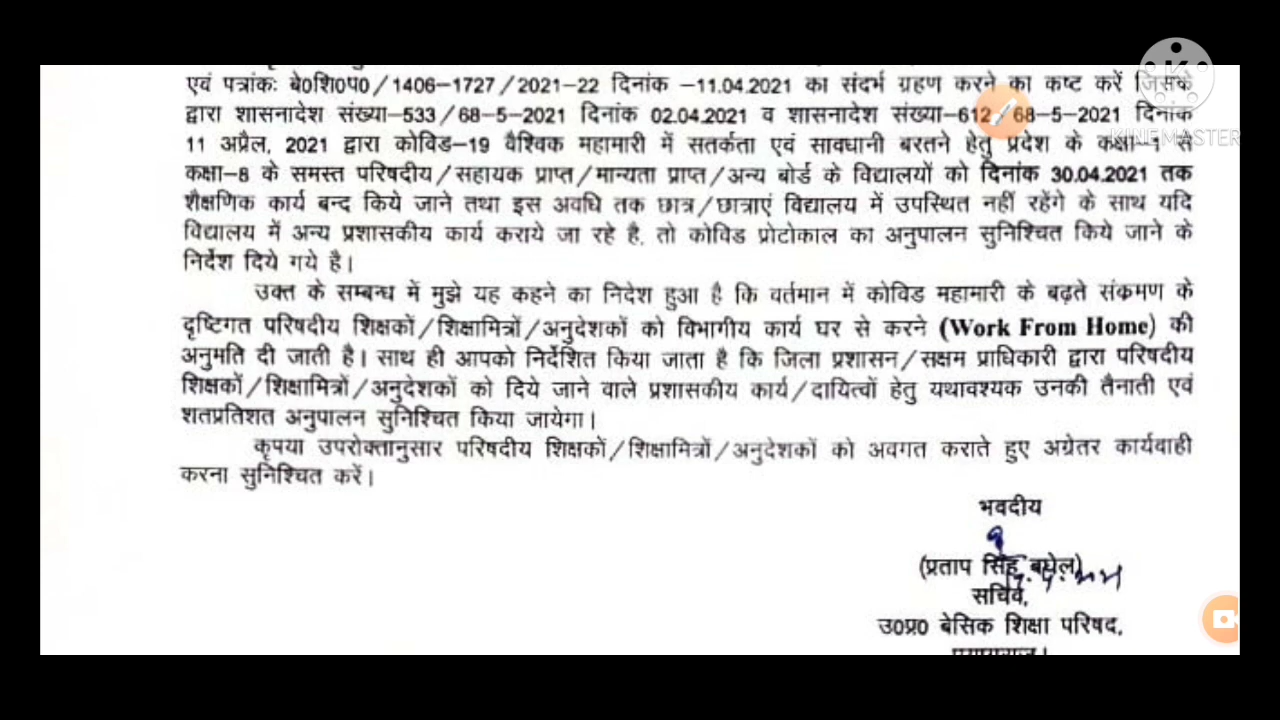 एवं पत्रांकः बे०शि०प०/1406-1727/2021-22 दिनांक -11.04.2021 का संदर्भ ग्रहण करने का कष्ट करें जिसके
द्वारा शासनादेश संख्या-533/68-5-2021 दिनांक 02.04.2021 व शासनादेश संख्या-612/68-5-2021 दिनांक
11 अप्रैल, 2021 द्वारा कोविड-19 वैश्विक महामारी में सतर्कता एवं सावधानी बरतने हेतु प्रदेश के कक्षा-1 से
कक्षा-8 के समस्त परिषदीय/सहायक प्राप्त/मान्यता प्राप्त/अन्य बोर्ड के विद्यालयों को दिनांक 30.04.2021 तक
शैक्षणिक कार्य बन्द किये जाने तथा इस अवधि तक छात्र/छात्राएं विद्यालय में उपस्थित नहीं रहेंगे के साथ यदि
विद्यालय में अन्य प्रशासकीय कार्य कराये जा रहे है, तो कोविड प्रोटोकाल का अनुपालन सुनिश्चित किये जाने के
निर्देश दिये गये है।
उक्त के सम्बन्ध में मुझे यह कहने का निदेश हुआ है कि वर्तमान में कोविड महामारी के बढ़ते संक्रमण के
दृष्टिगत परिषदीय शिक्षकों/शिक्षामित्रों/अनुदेशकों को विभागीय कार्य घर से करने (Work From Home) की
अनुमति दी जाती है। साथ ही आपको निर्देशित किया जाता है कि जिला प्रशासन/सक्षम प्राधिकारी द्वारा परिषदीय
शिक्षकों/शिक्षामित्रों/अनुदेशकों को दिये जाने वाले प्रशासकीय कार्य/दायित्वों हेतु यथावश्यक उनकी तैनाती एवं
शतप्रतिशत अनुपालन सुनिश्चित किया जायेगा।
कृपया उपरोक्तानुसार परिषदीय शिक्षकों/शिक्षामित्रों/अनुदेशकों को अवगत कराते हुए अग्रेतर कार्यवाही
करना सुनिश्चित करें।
भवदीय
(प्रताप सिंह बघेल)
सचिव,
उ०प्र० बेसिक शिक्षा परिषद,
KINEMASTER